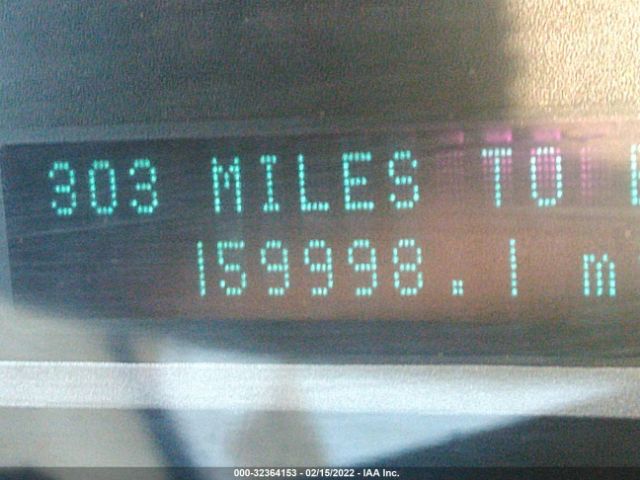 303 MILES TO
159998.1 m
000-32364153 - 02/15/2022 - IAA Inc.